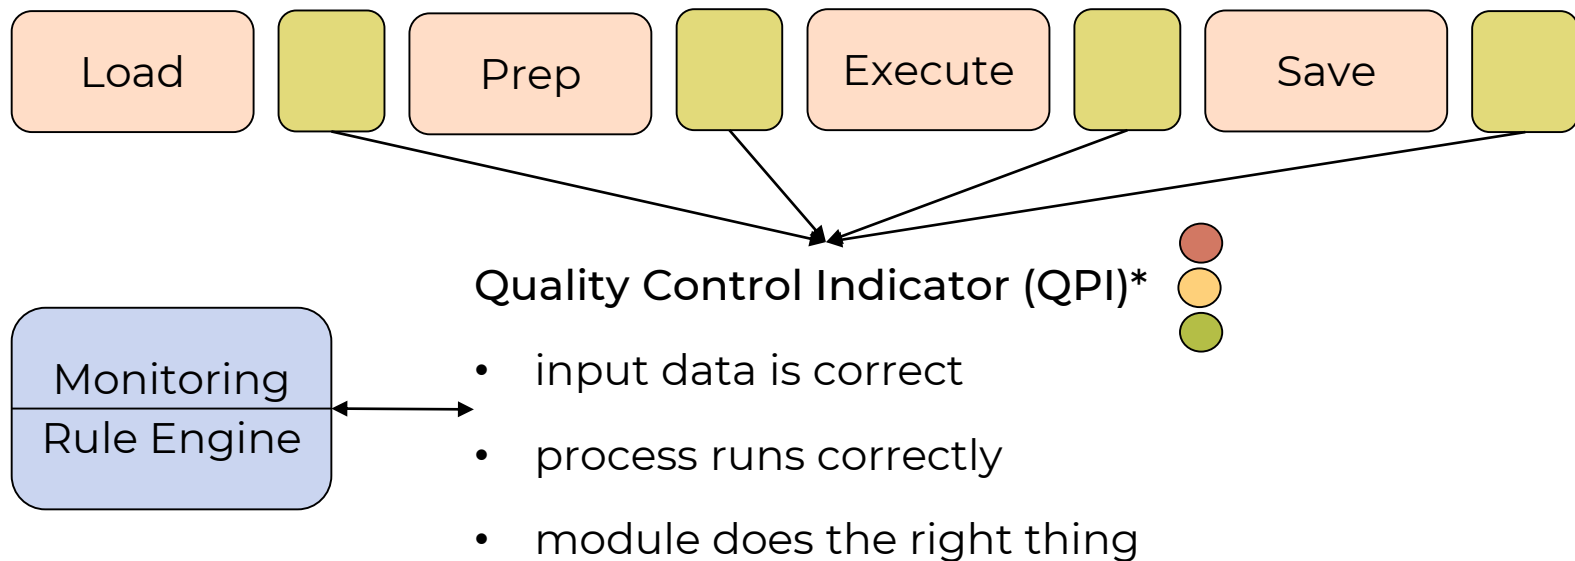 Load
Prep
Execute
Save
Quality Control Indicator (QPI)*
• input data is correct
• process runs correctly
• module does the right thing
Monitoring
Rule Engine